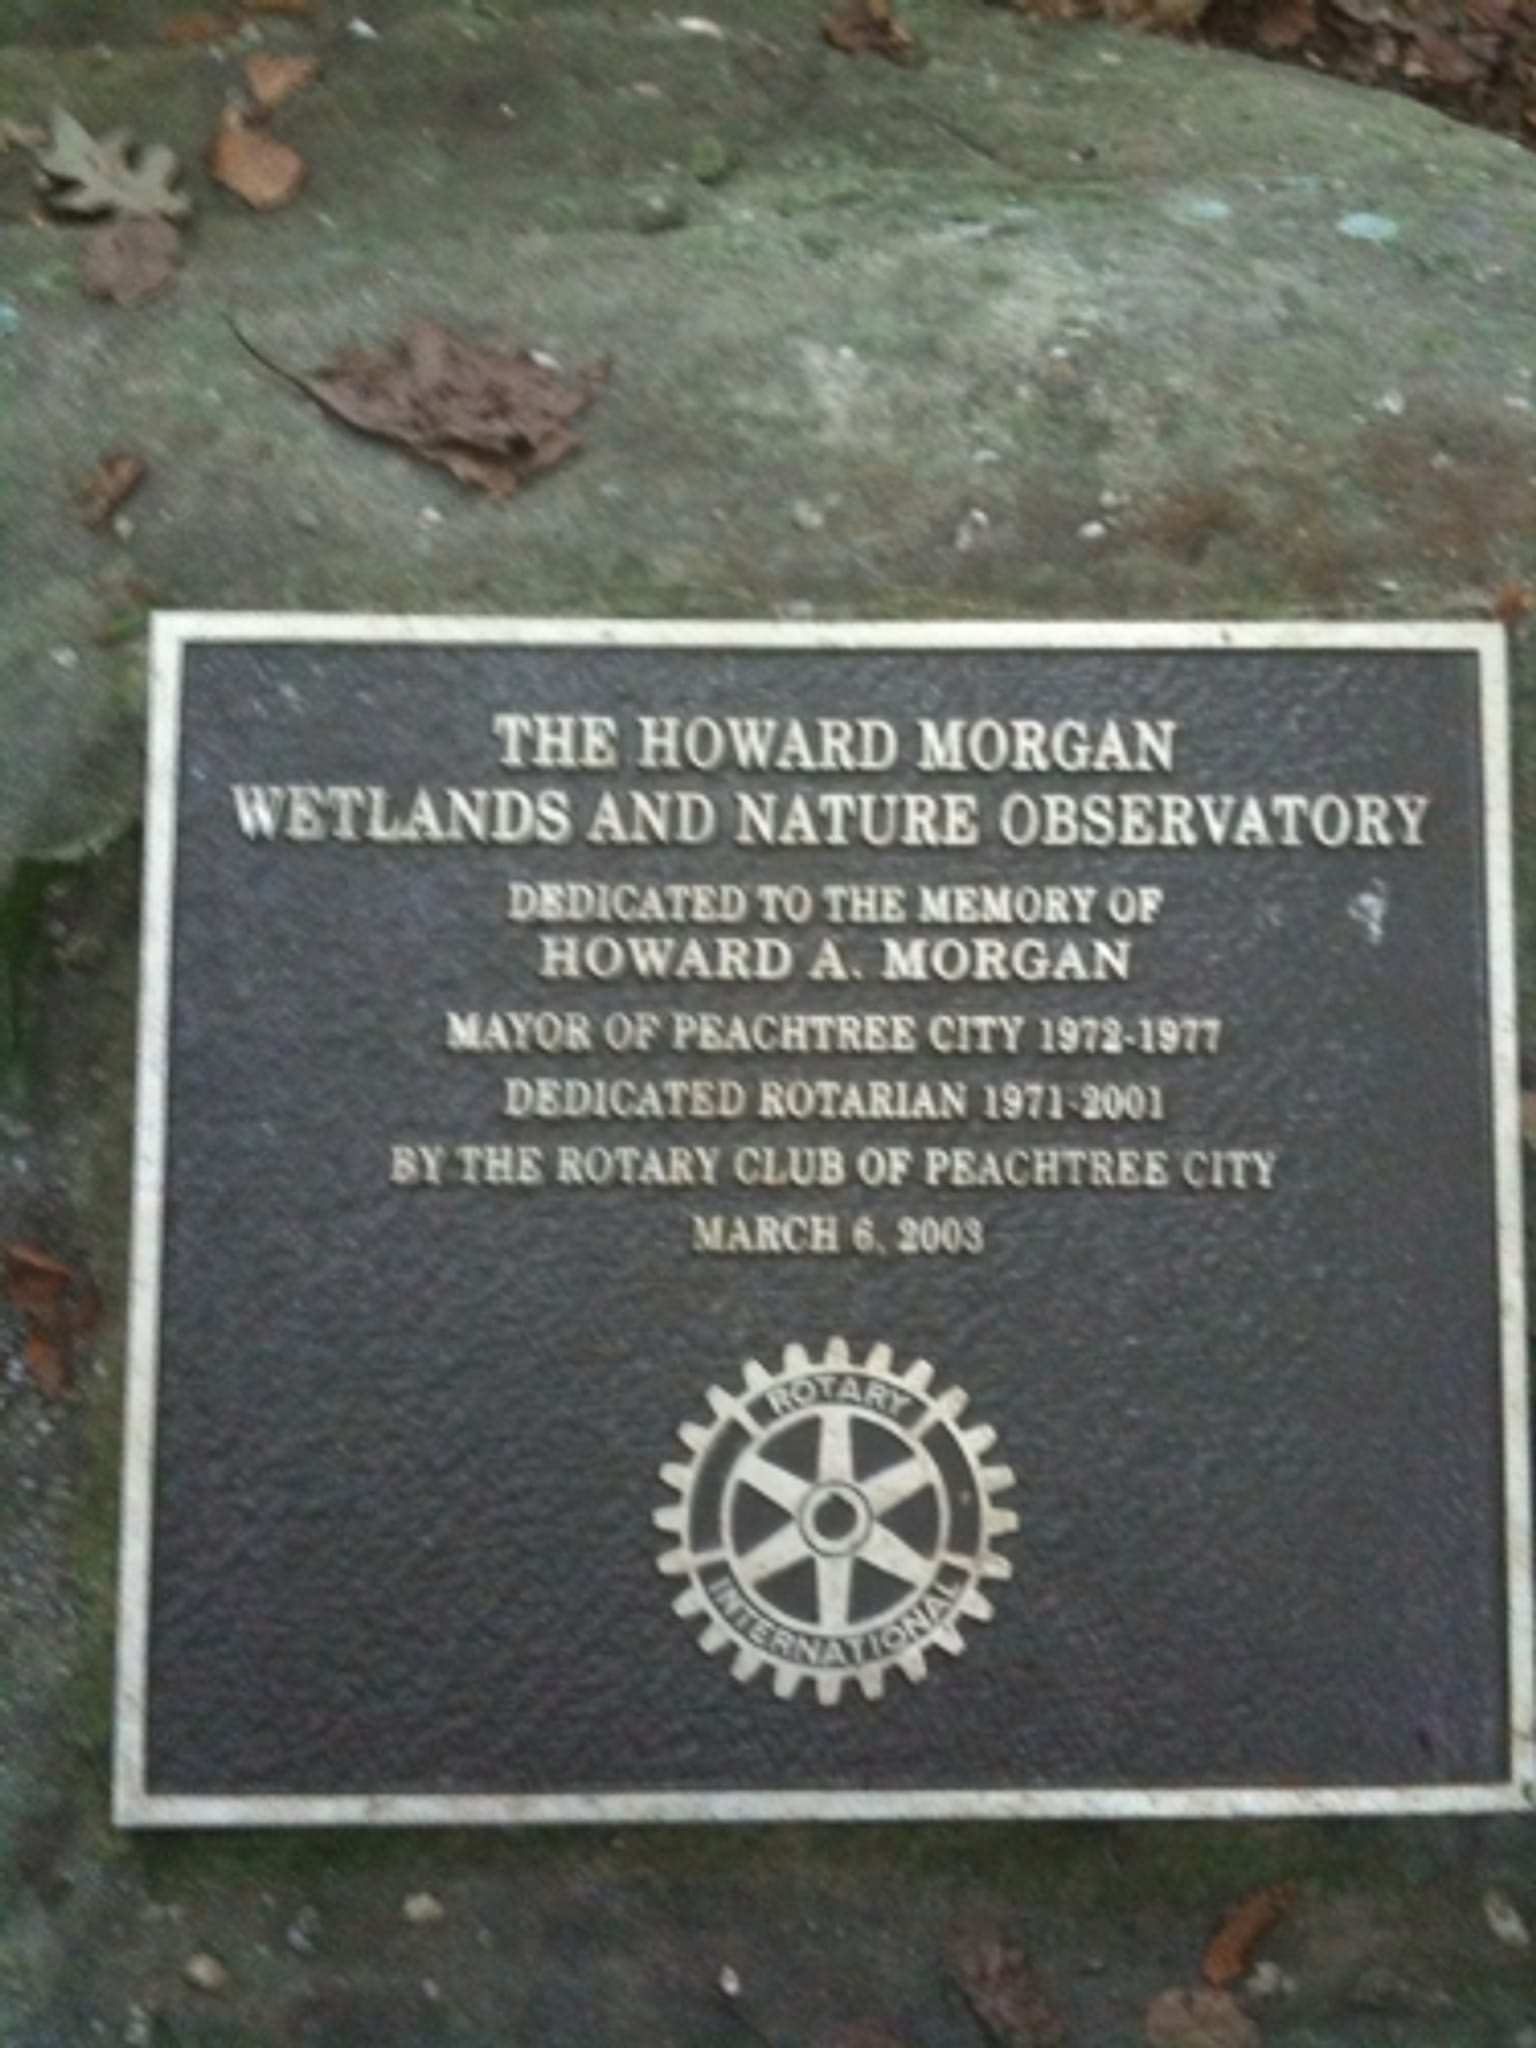 THE HOWARD MORGAN
WETLANDS AND NATURE OBSERVATORY
DEDICATED TO THE MEMORY OF
HOWARD A. MORGAN
MAYOR OF PEACHTREE CITY 1972-1977
DEDICATED ROTARIAN 1971-2001
BY THE ROTARY CLUB OF PEACHTREE CITY
MARCH 6, 2003
ROTARY
INTERNATIONAL